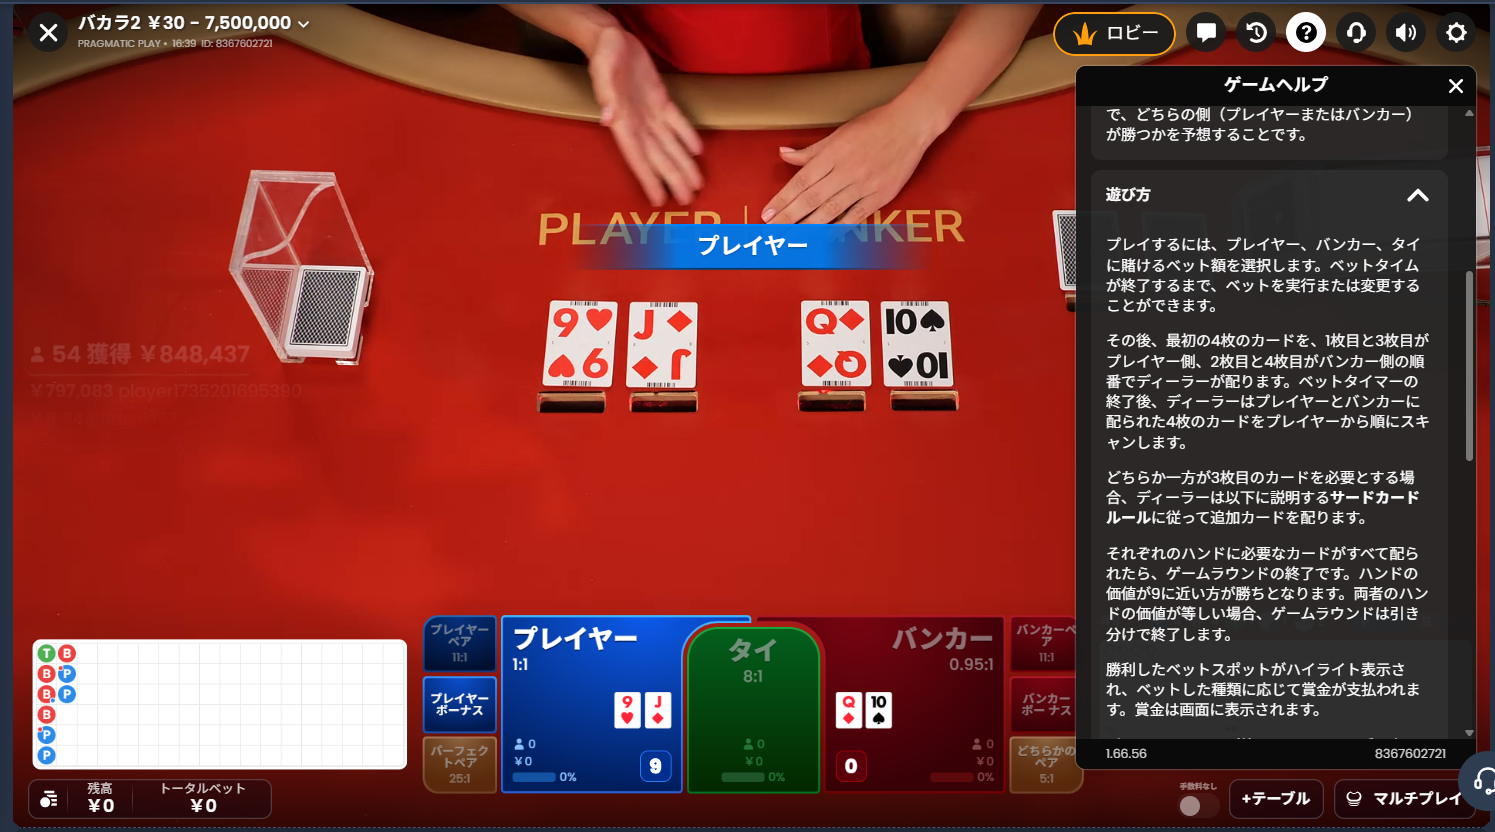 バカラ2 ¥30 - 7,500,000
PRAGMATIC PLAY • 16:39 ID: 8367602721
ロビー
ゲームヘルプ
で、どちらの側（プレイヤーまたはバンカー）
が勝つかを予想することです。
遊び方
プレイするには、プレイヤー、バンカー、タイ
に賭けるベット額を選択します。ベットタイム
が終了するまで、ベットを実行または変更する
ことができます。
その後、最初の4枚のカードを、1枚目と3枚目が
プレイヤー側、2枚目と4枚目がバンカー側の順
番でディーラーが配ります。ベットタイマーの
終了後、ディーラーはプレイヤーとバンカーに
配られた4枚のカードをプレイヤーから順にスキ
ャンします。
どちらか一方が3枚目のカードを必要とする場
合、ディーラーは以下に説明するサードカード
ルールに従って追加カードを配ります。
それぞれのハンドに必要なカードがすべて配ら
れたら、ゲームラウンドの終了です。ハンドの
価値が9に近い方が勝ちとなります。両者のハン
ドの価値が等しい場合、ゲームラウンドは引き
分けで終了します。
勝利したベットスポットがハイライト表示さ
れ、ベットした種類に応じて賞金が支払われま
す。賞金は画面に表示されます。
1.66.56
8367602721
PLAYER
プレイヤー
9 J Q 10
9 J Q 10
54 獲得 ¥848,437
¥797,083 player1735201695390
T B
B P
B P
B
P
P
プレイヤー
ペア
11:1
プレイヤー
ボーナス
パーフェク
トペア
25:1
プレイヤー
1:1
9 J
0
¥0
0%
9
タイ
8:1
0
¥0
0%
バンカー
0.95:1
Q 10
0
0
¥0
0%
バンカーペ
ア
11:1
バンカー
ボーナス
どちらかの
ペア
5:1
残高
¥0
トータルベット
¥0
手数料なし
+テーブル
マルチプレイ